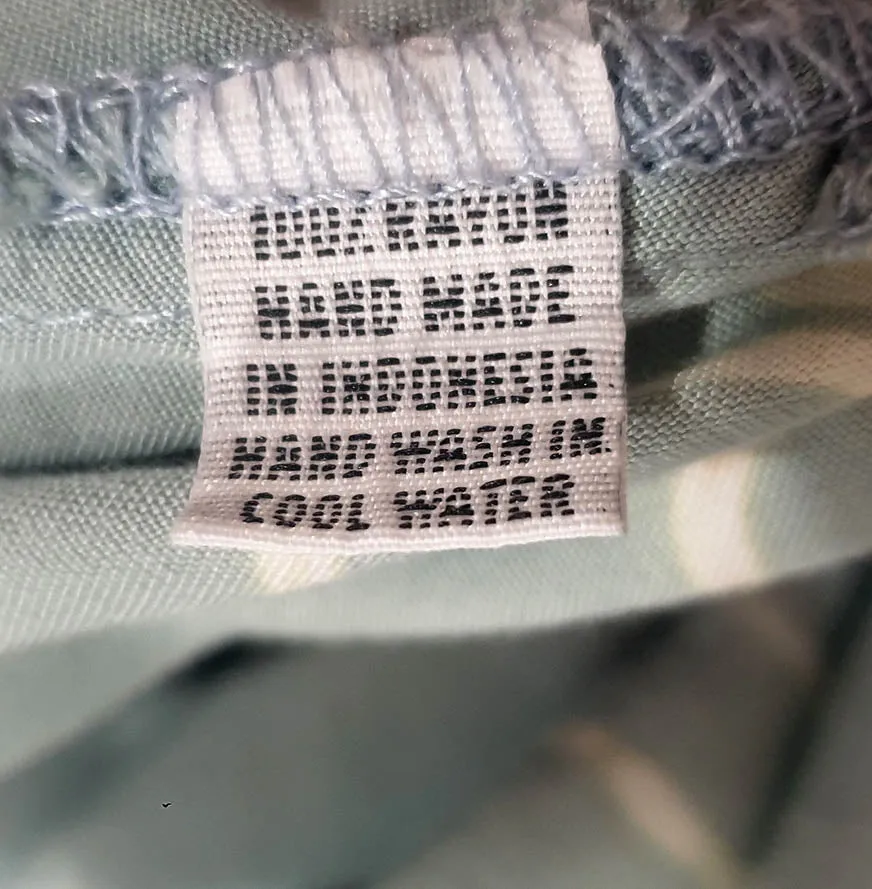 100% RAYON
HAND MADE
IN INDONESIA
HAND WASH IN
COOL WATER